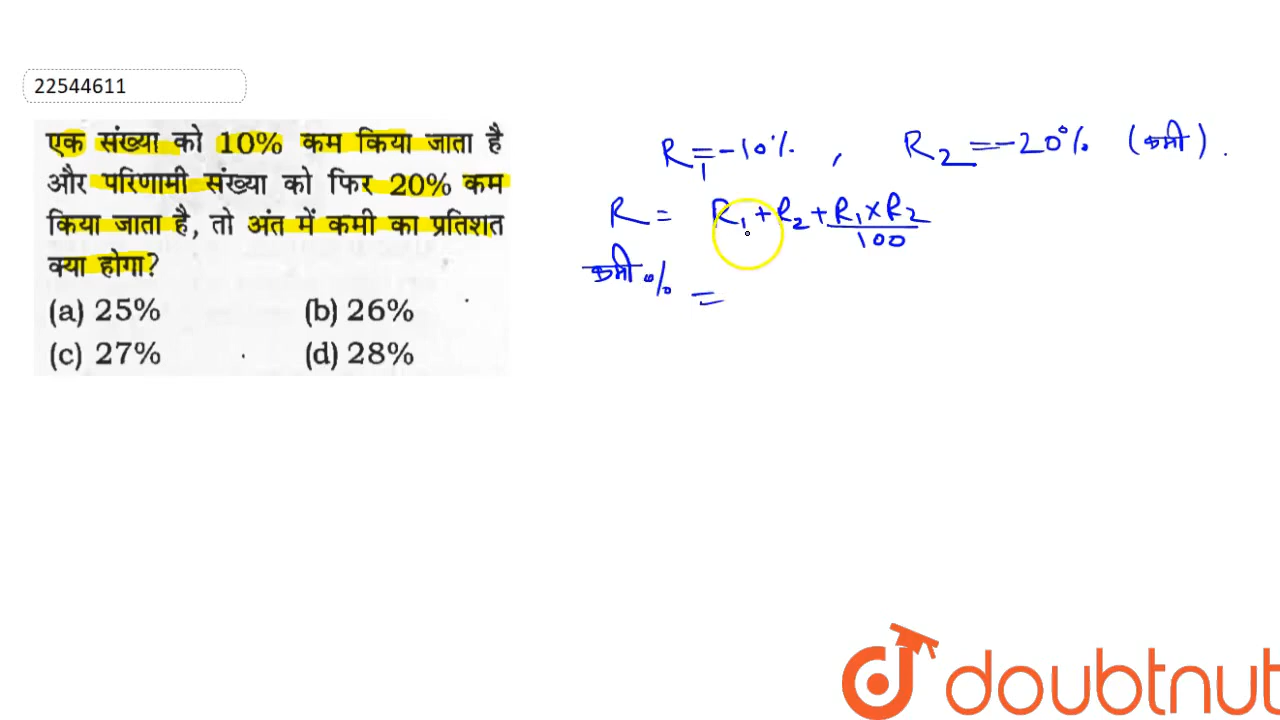 22544611
एक संख्या को 10% कम किया जाता है
और परिणामी संख्या को फिर 20% कम
किया जाता है, तो अंत में कमी का प्रतिशत
क्या होगा?
(a) 25% (b) 26%
(c) 27% (d) 28%
R₁ = -10% , R₂ = -20% (कमी) .
R = R₁ + R₂ + R₁ × R₂ / 100
कमी % =
doubtnut